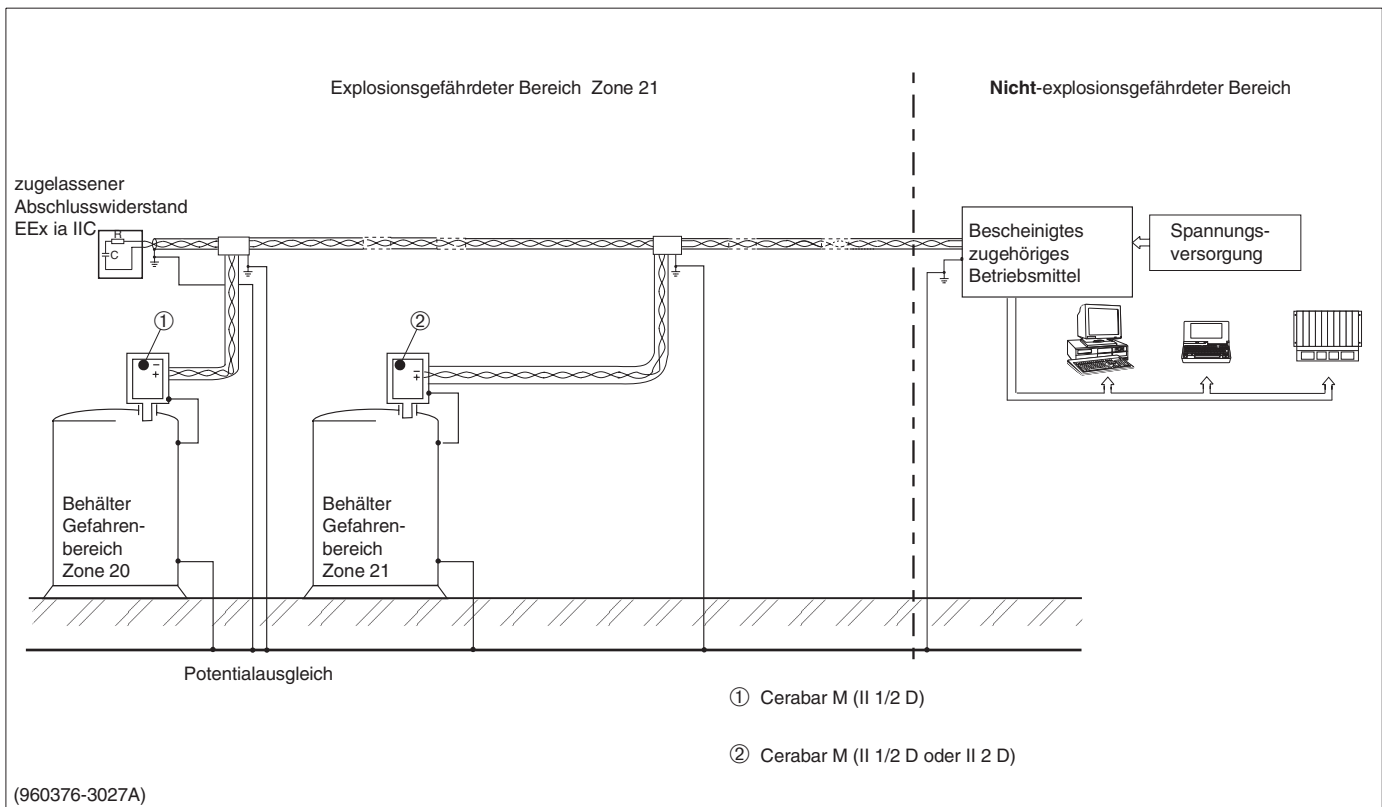 Explosionsgefährdeter Bereich Zone 21
Nicht-explosionsgefährdeter Bereich
zugelassener
Abschlusswiderstand
EEx ia IIC
R
C
Bescheinigtes
zugehöriges
Betriebsmittel
Spannungs-
versorgung
①
②
–
+
–
+
Behälter
Gefahren-
bereich
Zone 20
Behälter
Gefahren-
bereich
Zone 21
Potentialausgleich
① Cerabar M (II 1/2 D)
② Cerabar M (II 1/2 D oder II 2 D)
(960376-3027A)